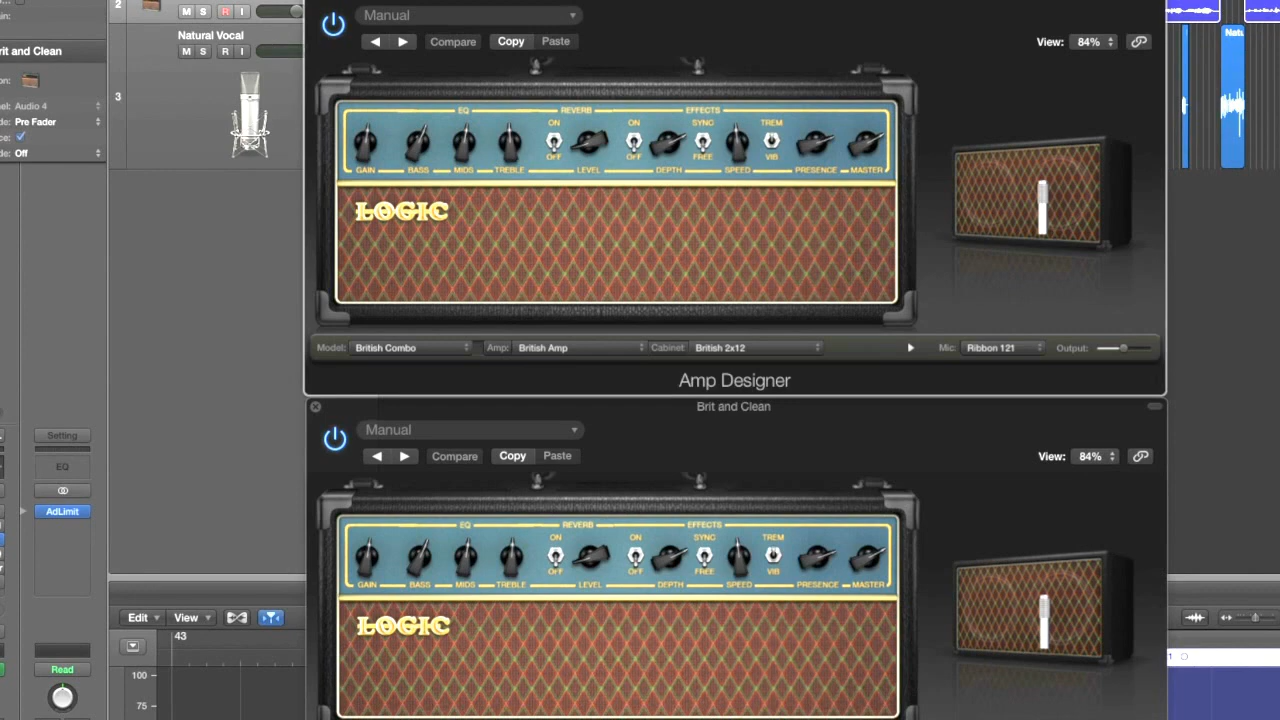 2
M S R I
Manual
Natural Vocal
M S R I
Compare
Copy
Paste
View:
84%
rit and Clean
3
Audio 4
Pre Fader
Off
EQ
REVERB
EFFECTS
ON
ON
SYNC
TREM
OFF
OFF
FREE
VIB
GAIN
BASS
MIDS
TREBLE
LEVEL
DEPTH
SPEED
PRESENCE
MASTER
LOGIC
Model:
British Combo
Amp:
British Amp
Cabinet:
British 2x12
Mic:
Ribbon 121
Output:
Amp Designer
Brit and Clean
Manual
Compare
Copy
Paste
View:
84%
Setting
EQ
AdLimit
EQ
REVERB
EFFECTS
ON
ON
SYNC
TREM
OFF
OFF
FREE
VIB
GAIN
BASS
MIDS
TREBLE
LEVEL
DEPTH
SPEED
PRESENCE
MASTER
LOGIC
Edit
View
43
Read
100
75